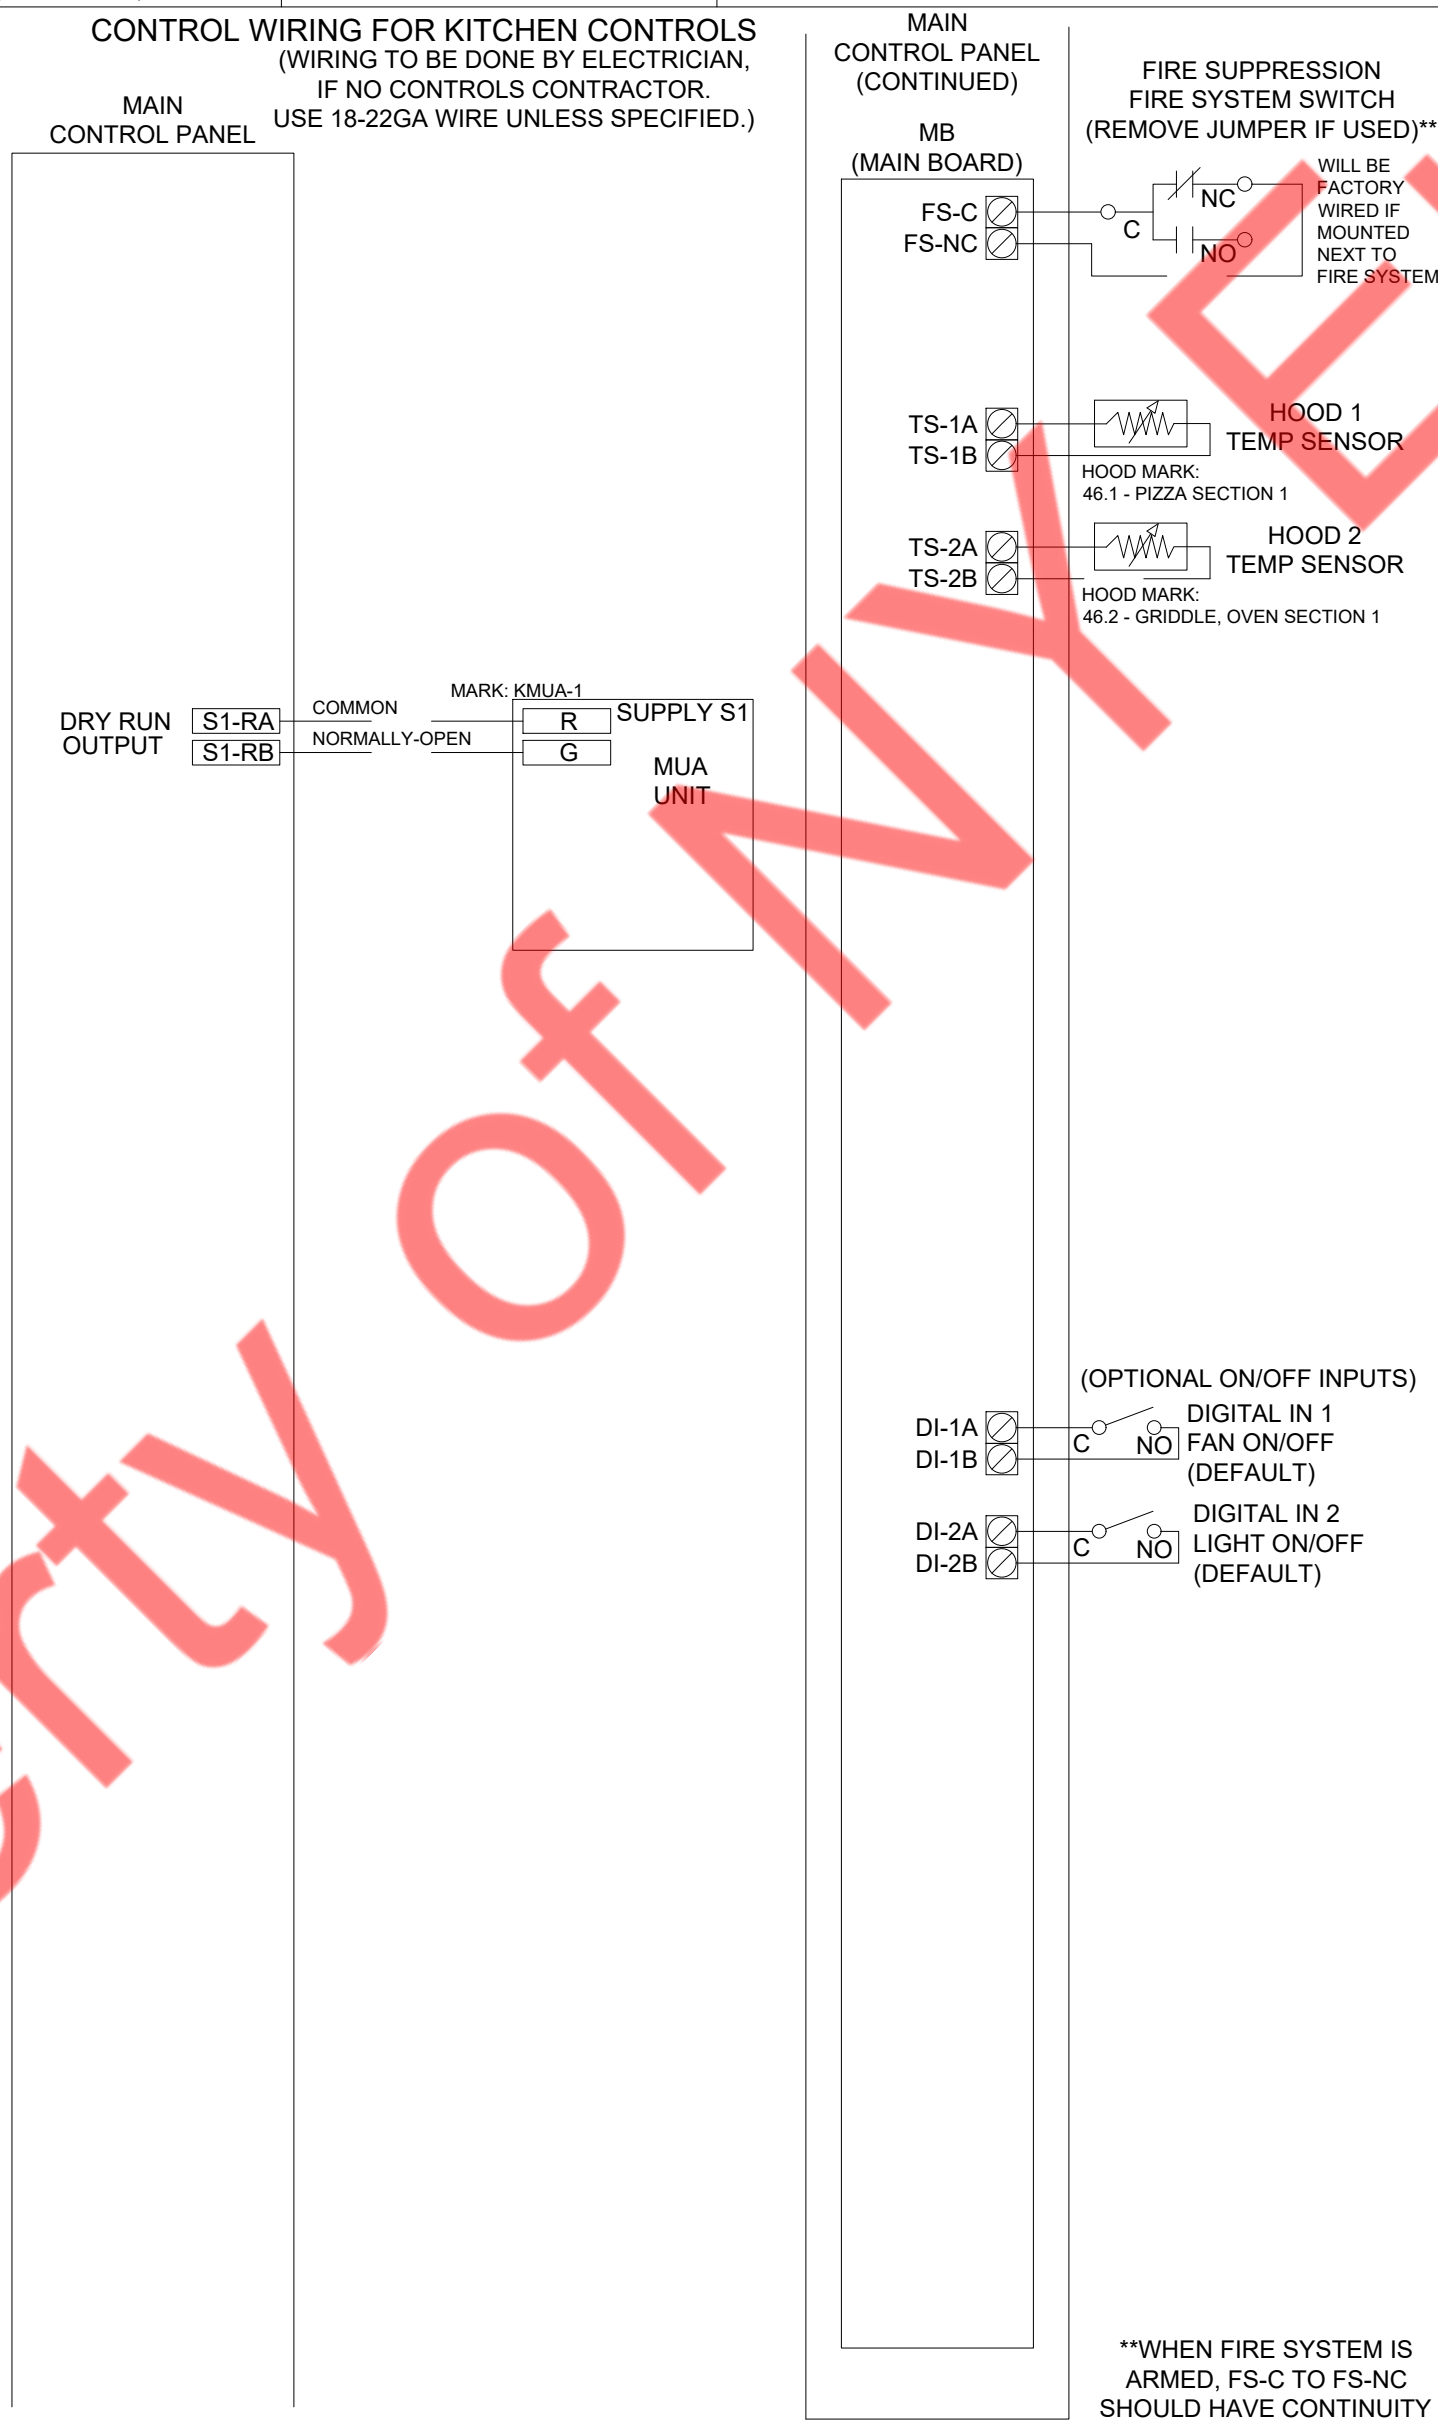 CONTROL WIRING FOR KITCHEN CONTROLS
(WIRING TO BE DONE BY ELECTRICIAN,
IF NO CONTROLS CONTRACTOR.
USE 18-22GA WIRE UNLESS SPECIFIED.)
MAIN
CONTROL PANEL
DRY RUN
OUTPUT
S1-RA
S1-RB
COMMON
NORMALLY-OPEN
MARK: KMUA-1
R
G
SUPPLY S1
MUA
UNIT
MAIN
CONTROL PANEL
(CONTINUED)
MB
(MAIN BOARD)
FIRE SUPPRESSION
FIRE SYSTEM SWITCH
(REMOVE JUMPER IF USED)**
FS-C
FS-NC
C
NC
NO
WILL BE
FACTORY
WIRED IF
MOUNTED
NEXT TO
FIRE SYSTEM
TS-1A
TS-1B
HOOD 1
TEMP SENSOR
HOOD MARK:
46.1 - PIZZA SECTION 1
TS-2A
TS-2B
HOOD 2
TEMP SENSOR
HOOD MARK:
46.2 - GRIDDLE, OVEN SECTION 1
(OPTIONAL ON/OFF INPUTS)
DI-1A
DI-1B
C
NO
DIGITAL IN 1
FAN ON/OFF
(DEFAULT)
DI-2A
DI-2B
C
NO
DIGITAL IN 2
LIGHT ON/OFF
(DEFAULT)
**WHEN FIRE SYSTEM IS
ARMED, FS-C TO FS-NC
SHOULD HAVE CONTINUITY
erty of NY E